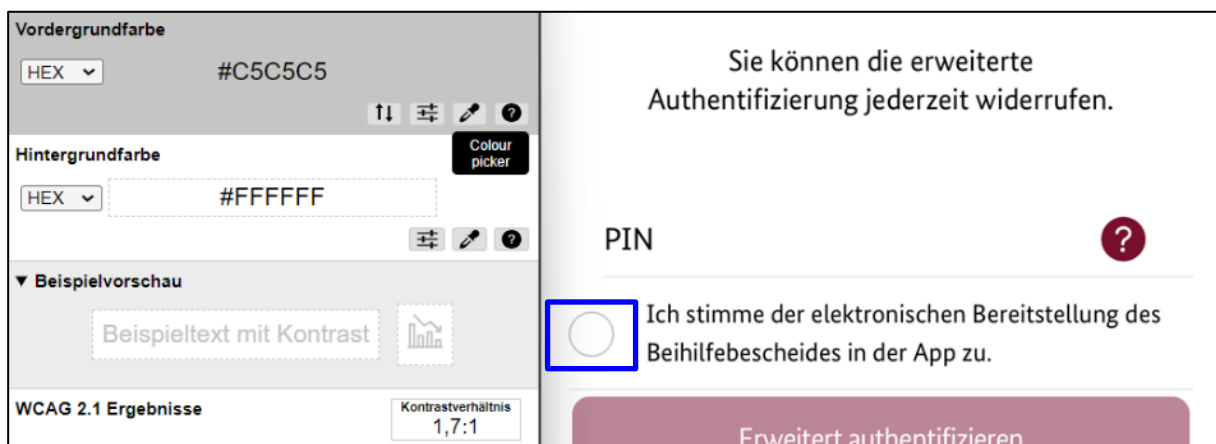 Vordergrundfarbe
HEX
#C5C5C5
Colour
picker
Hintergrundfarbe
HEX
#FFFFFF
▼ Beispielvorschau
Beispieltext mit Kontrast
WCAG 2.1 Ergebnisse
Kontrastverhältnis
1,7:1
Sie können die erweiterte
Authentifizierung jederzeit widerrufen.
PIN
?
Ich stimme der elektronischen Bereitstellung des
Beihilfebescheides in der App zu.
Erweitert authentifizieren